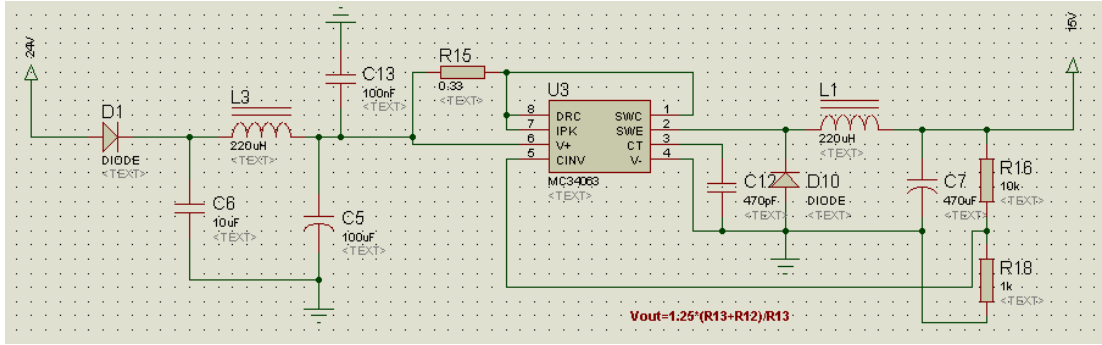 24V
15V
R15
0.33
<TEXT>
C13
100nF
<TEXT>
D1
DIODE
<TEXT>
L3
220uH
<TEXT>
U3
8
7
6
5
DRC
IPK
V+
CINV
SWC
SWE
CT
V-
1
2
3
4
MC34063
<TEXT>
L1
220uH
<TEXT>
C6
10uF
<TEXT>
C5
100uF
<TEXT>
C12
470pF
<TEXT>
D10
DIODE
<TEXT>
C7
470uF
<TEXT>
R16
10k
<TEXT>
R18
1k
<TEXT>
Vout=1.25*(R13+R12)/R13